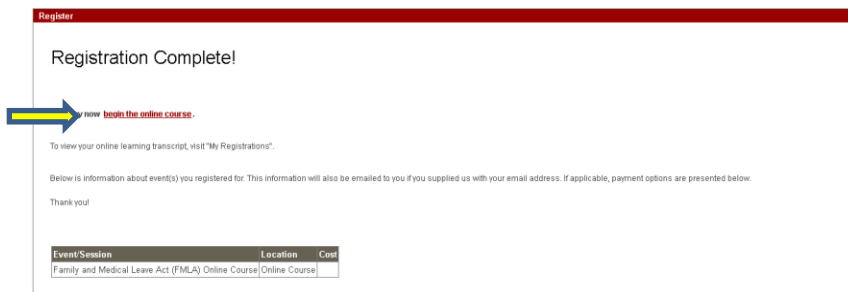 Register
Registration Complete!
now begin the online course.
To view your online learning transcript, visit "My Registrations".
Below is information about event(s) you registered for. This information will also be emailed to you if you supplied us with your email address. If applicable, payment options are presented below.
Thank you!
Event/Session Location Cost
Family and Medical Leave Act (FMLA) Online Course Online Course